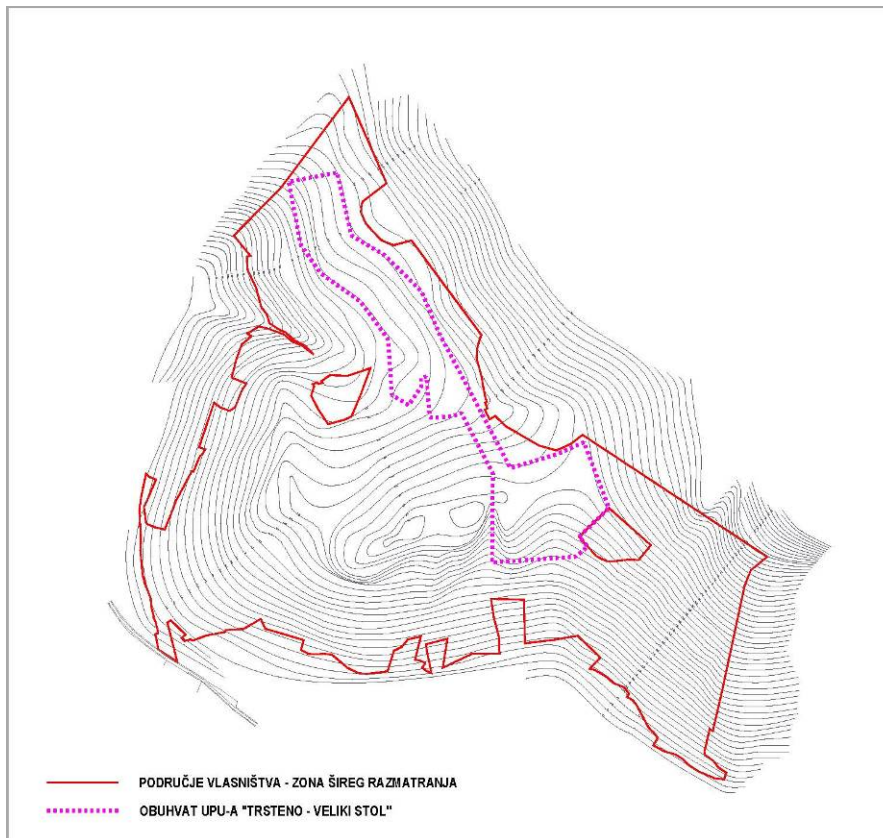 PODRUČJE VLASNIŠTVA - ZONA ŠIREG RAZMATRANJA
OBUHVAT UPU-A "TRSTENO - VELIKI STOL"